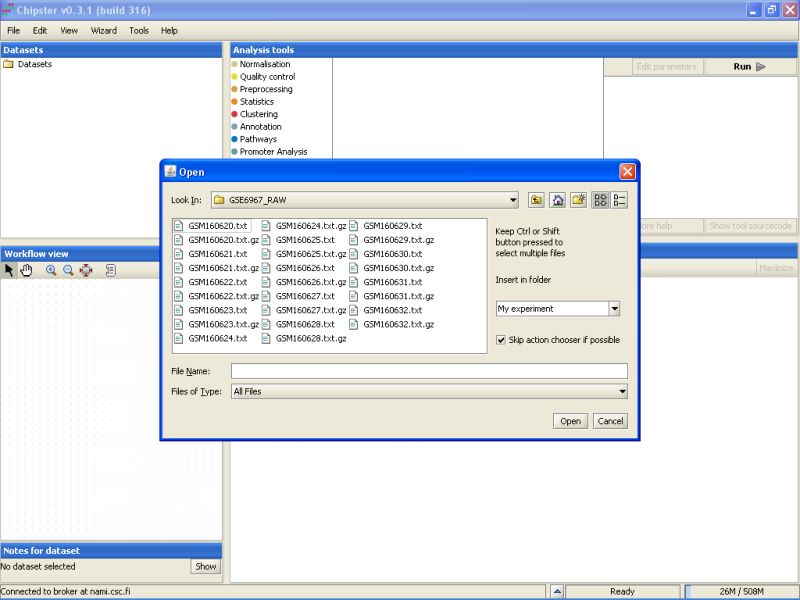 Chipster v0.3.1 (build 316)
File Edit View Wizard Tools Help
Datasets
Datasets
Analysis tools
Normalisation
Quality control
Preprocessing
Statistics
Clustering
Annotation
Pathways
Promoter Analysis
Edit parameters Run
Open
Look In: GSE6967_RAW
GSM160620.txt GSM160624.txt.gz GSM160629.txt
GSM160620.txt.gz GSM160625.txt GSM160629.txt.gz
GSM160621.txt GSM160625.txt.gz GSM160630.txt
GSM160621.txt.gz GSM160626.txt GSM160630.txt.gz
GSM160622.txt GSM160626.txt.gz GSM160631.txt
GSM160622.txt.gz GSM160627.txt GSM160631.txt.gz
GSM160623.txt GSM160627.txt.gz GSM160632.txt
GSM160623.txt.gz GSM160628.txt GSM160632.txt.gz
GSM160624.txt GSM160628.txt.gz
Keep Ctrl or Shift
button pressed to
select multiple files
Insert in folder
My experiment
Skip action chooser if possible
File Name:
Files of Type: All Files
Open Cancel
help Show tool sourcecode
Maximize
Workflow view
Notes for dataset
No dataset selected Show
Connected to broker at nami.csc.fi Ready 26M / 508M